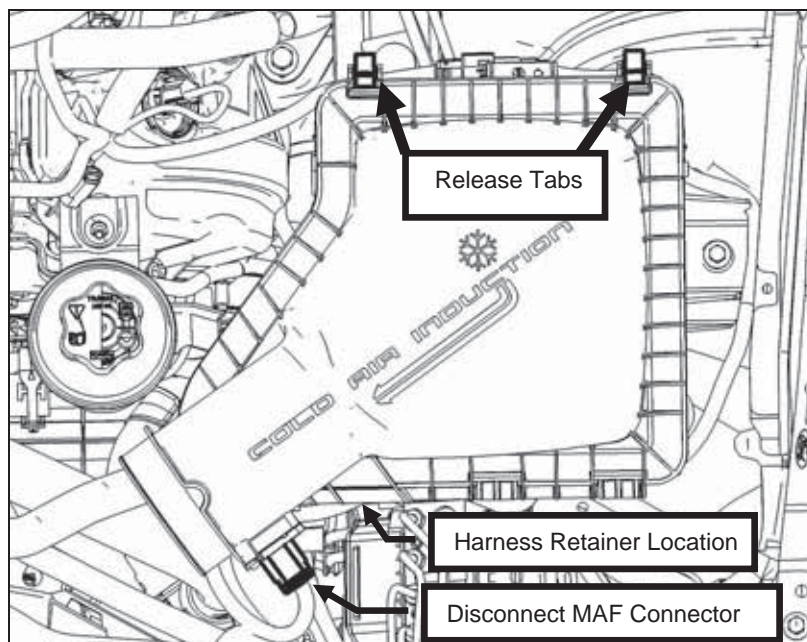 Release Tabs
COLD AIR INDUCTION
Harness Retainer Location
Disconnect MAF Connector